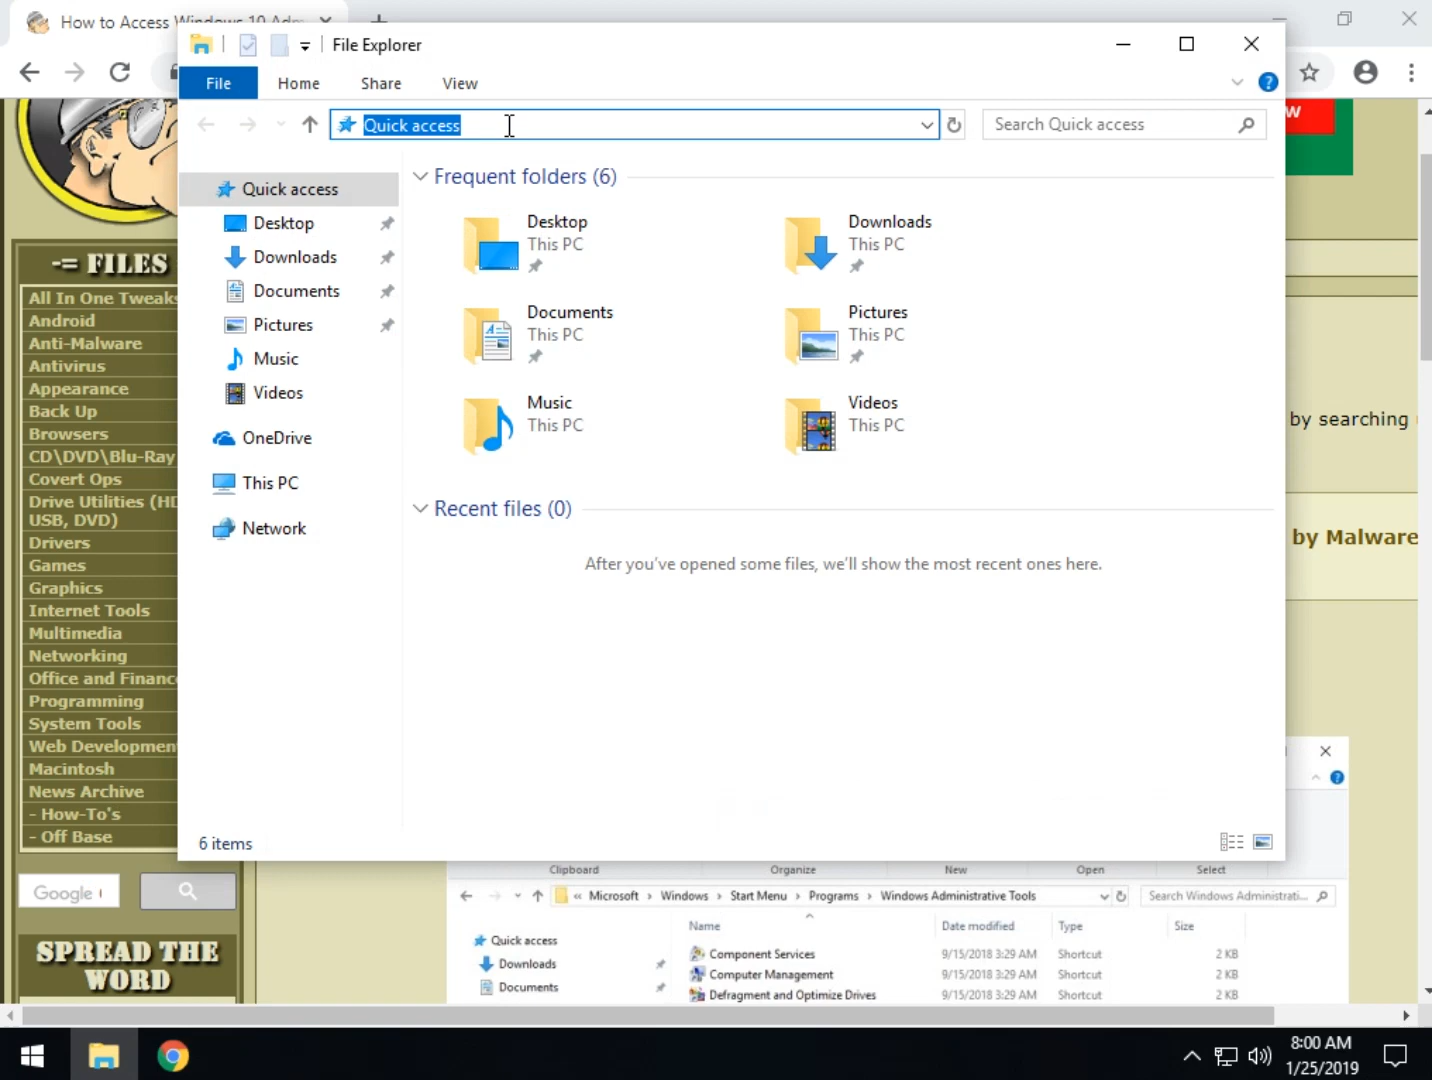 How to Access Windows 10 Adm
File Explorer
File
Home
Share
View
Quick access
Search Quick access
Quick access
Desktop
Downloads
Documents
Pictures
Music
Videos
OneDrive
This PC
Network
Frequent folders (6)
Desktop
This PC
Downloads
This PC
Documents
This PC
Pictures
This PC
Music
This PC
Videos
This PC
Recent files (0)
After you've opened some files, we'll show the most recent ones here.
6 items
W
by searching
by Malware
-= FILES
All In One Tweaks
Android
Anti-Malware
Antivirus
Appearance
Back Up
Browsers
CD\DVD\Blu-Ray
Covert Ops
Drive Utilities (HD
USB, DVD)
Drivers
Games
Graphics
Internet Tools
Multimedia
Networking
Office and Finance
Programming
System Tools
Web Development
Macintosh
News Archive
- How-To's
- Off Base
Google
SPREAD THE
WORD
Clipboard
Organize
New
Open
Select
« Microsoft › Windows › Start Menu › Programs › Windows Administrative Tools
Search Windows Administrati...
Name
Date modified
Type
Size
Quick access
Downloads
Documents
Component Services 9/15/2018 3:29 AM Shortcut 2 KB
Computer Management 9/15/2018 3:29 AM Shortcut 2 KB
Defragment and Optimize Drives 9/15/2018 3:29 AM Shortcut 2 KB
8:00 AM
1/25/2019